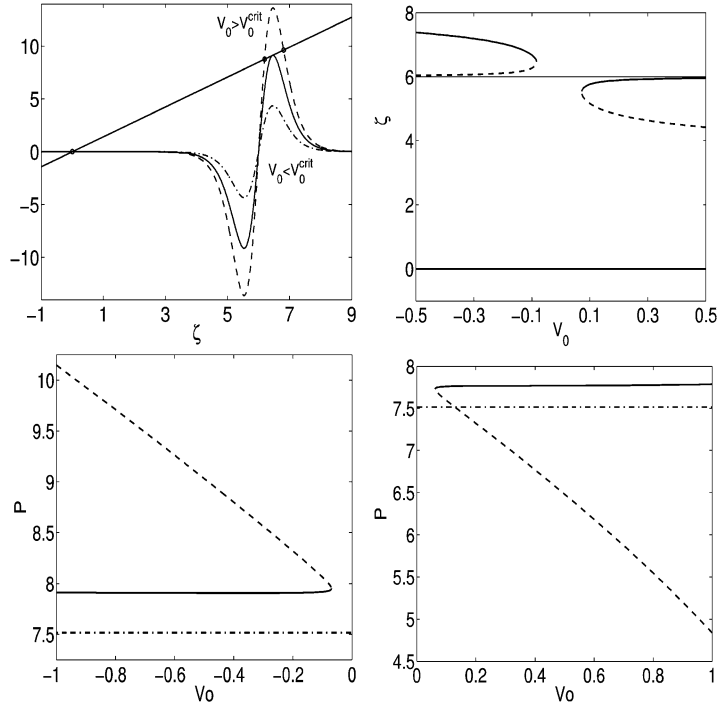 V₀>V₀ᶜʳⁱᵗ
10
5
0
−5
−10
V₀<V₀ᶜʳⁱᵗ
−1 1 3 5 7 9
ζ
8
6
4
2
0
ζ
−0.5 −0.3 −0.1 0.1 0.3 0.5
V₀
10
9.5
9
8.5
8
7.5
P
−1 −0.8 −0.6 −0.4 −0.2 0
Vo
8
7.5
7
6.5
6
5.5
5
4.5
P
0 0.2 0.4 0.6 0.8 1
Vo